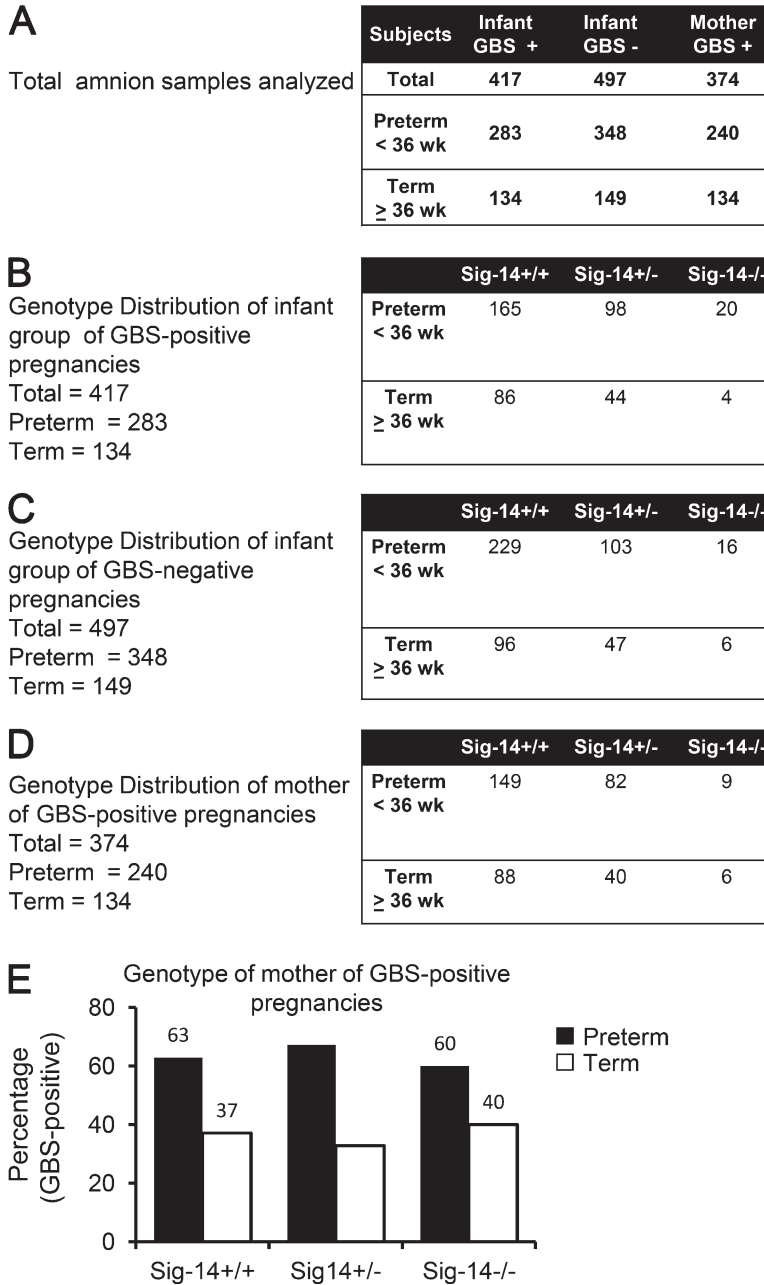 A
Total amnion samples analyzed
Subjects Infant GBS + Infant GBS - Mother GBS +
Total 417 497 374
Preterm < 36 wk 283 348 240
Term ≥ 36 wk 134 149 134
B
Genotype Distribution of infant
group of GBS-positive
pregnancies
Total = 417
Preterm = 283
Term = 134
Sig-14+/+ Sig-14+/- Sig-14-/-
Preterm < 36 wk 165 98 20
Term ≥ 36 wk 86 44 4
C
Genotype Distribution of infant
group of GBS-negative
pregnancies
Total = 497
Preterm = 348
Term = 149
Sig-14+/+ Sig-14+/- Sig-14-/-
Preterm < 36 wk 229 103 16
Term ≥ 36 wk 96 47 6
D
Genotype Distribution of mother
of GBS-positive pregnancies
Total = 374
Preterm = 240
Term = 134
Sig-14+/+ Sig-14+/- Sig-14-/-
Preterm < 36 wk 149 82 9
Term ≥ 36 wk 88 40 6
E
Genotype of mother of GBS-positive
pregnancies
Percentage
(GBS-positive)
80
60
40
20
0
63
37
60
40
Preterm
Term
Sig-14+/+ Sig14+/- Sig-14-/-